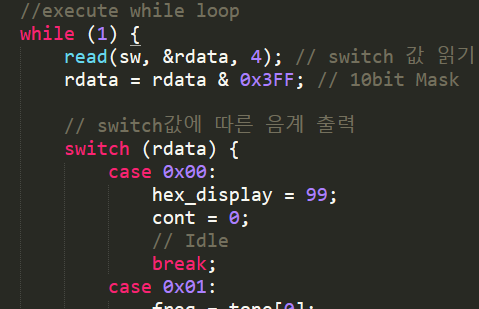 //execute while loop
while (1) {
read(sw, &rdata, 4); // switch 값 읽기
rdata = rdata & 0x3FF; // 10bit Mask
// switch값에 따른 음계 출력
switch (rdata) {
case 0x00:
hex_display = 99;
cont = 0;
// Idle
break;
case 0x01:
freq = tone[0];